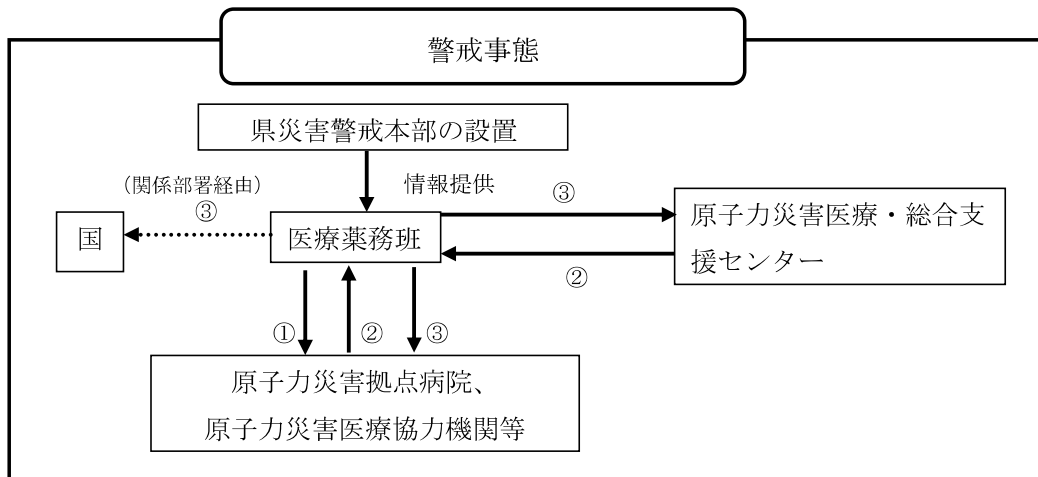 警戒事態
県災害警戒本部の設置
（関係部署経由）
情報提供
③
③
国
医療薬務班
原子力災害医療・総合支
援センター
②
①
②
③
原子力災害拠点病院、
原子力災害医療協力機関等